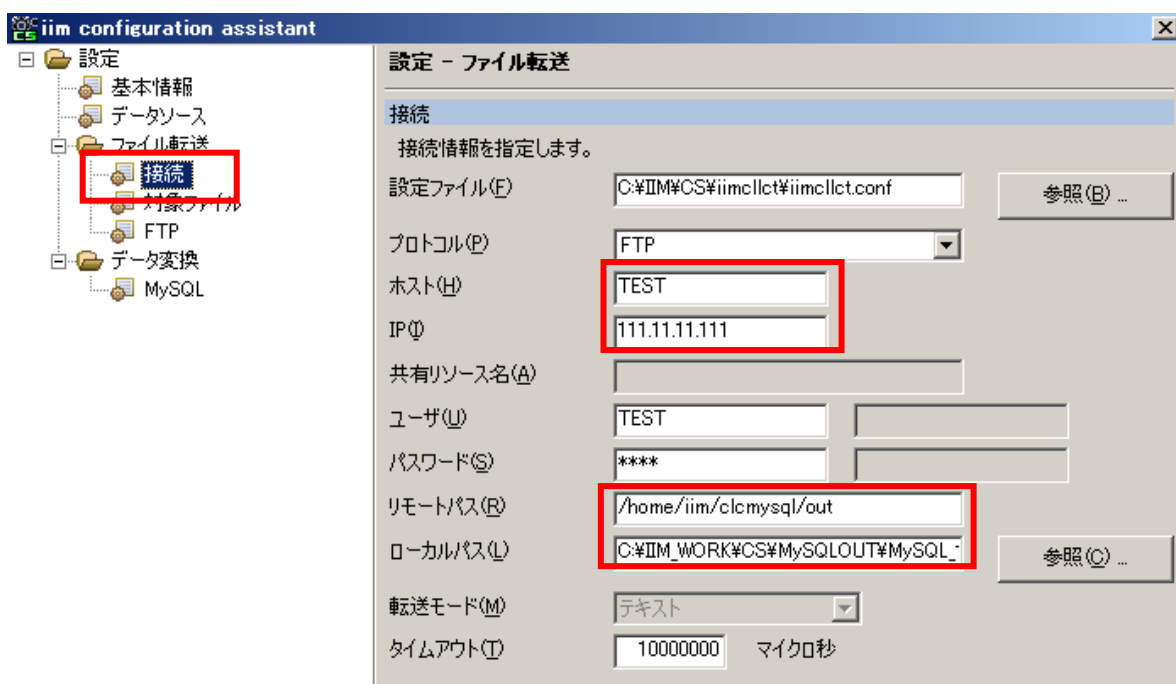 iim configuration assistant
設定
基本情報
データソース
ファイル転送
接続
対象ファイル
FTP
データ変換
MySQL
設定 - ファイル転送
接続
接続情報を指定します。
設定ファイル(F) C:¥IIM¥CS¥iimcllct¥iimcllct.conf 参照(B) ...
プロトコル(P) FTP
ホスト(H) TEST
IP(I) 111.11.11.111
共有リソース名(A)
ユーザ(U) TEST
パスワード(S) ****
リモートパス(R) /home/iim/clcmysql/out
ローカルパス(L) C:¥IIM_WORK¥CS¥MySQLOUT¥MySQL_ 参照(C) ...
転送モード(M) テキスト
タイムアウト(T) 10000000 マイクロ秒